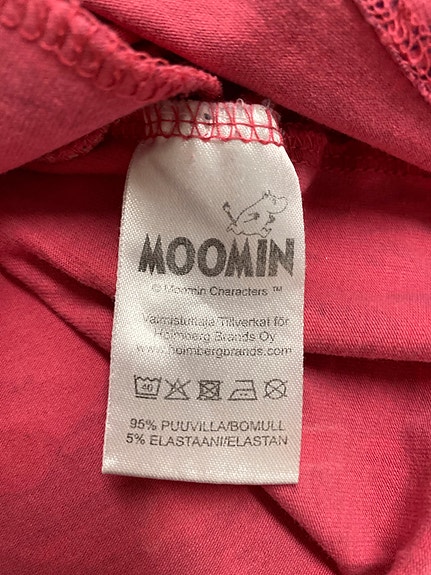 MOOMIN
© Moomin Characters ™
Valmistuttaja Tillverkat för
Holmberg Brands Oy
www.holmbergbrands.com
40
95% PUUVILLA/BOMULL
5% ELASTAANI/ELASTAN